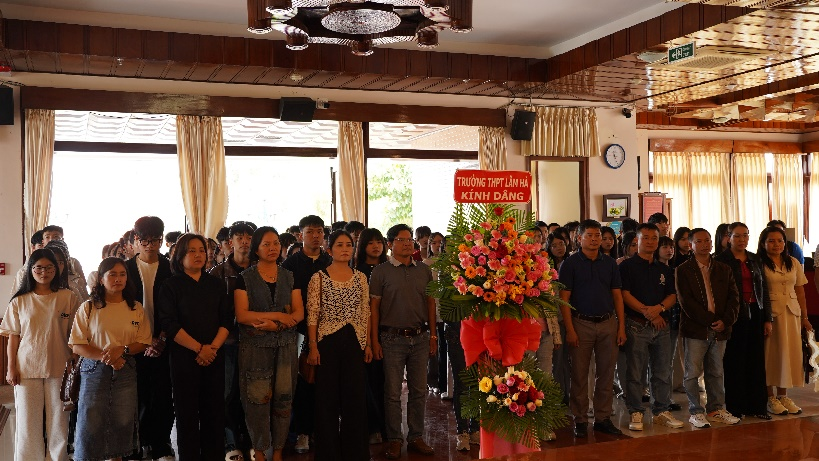 TRƯỜNG THPT LÂM HÀ
KÍNH DÂNG